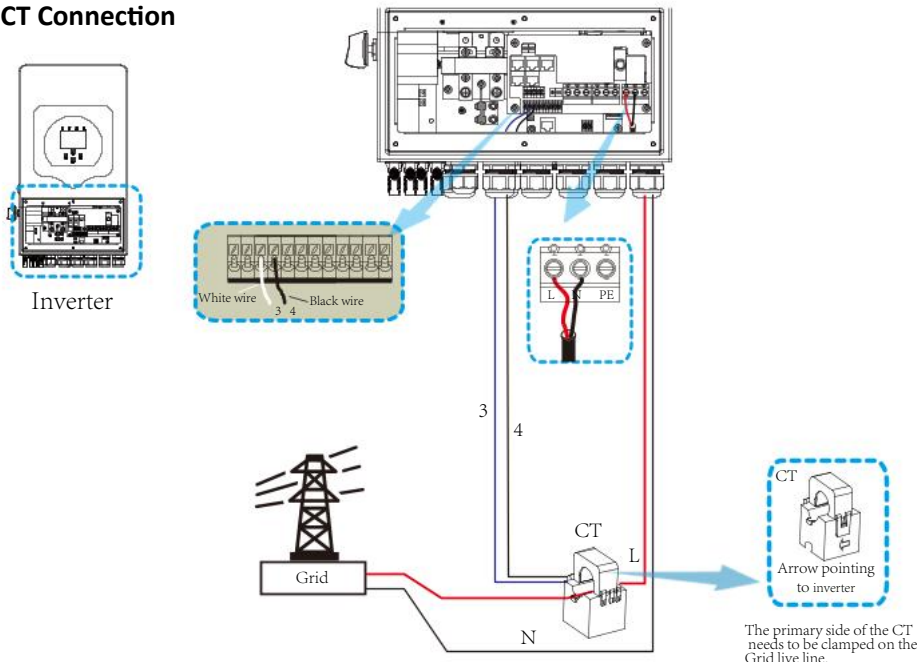 CT Connection
Inverter
White wire
Black wire
3 4
L N PE
3
4
CT
L
Grid
N
CT
Arrow pointing
to inverter
The primary side of the CT
needs to be clamped on the
Grid live line.